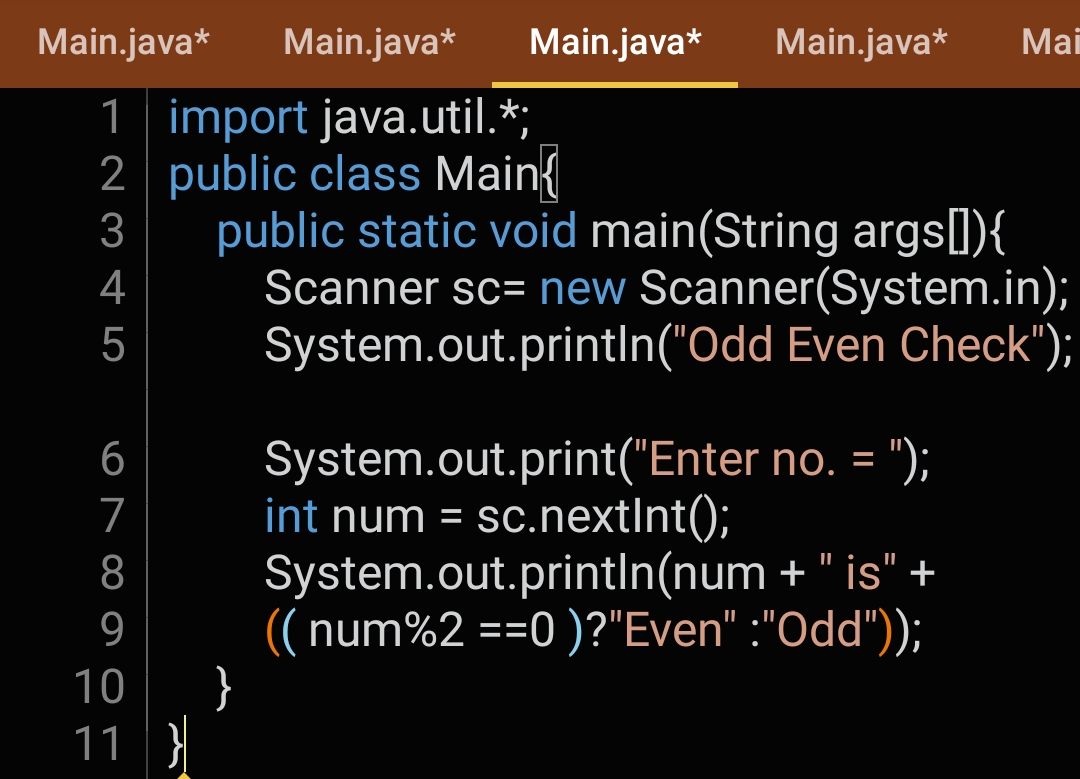 Main.java* Main.java* Main.java* Main.java* Mai
1 import java.util.*;
2 public class Main{
3 public static void main(String args[]){
4 Scanner sc= new Scanner(System.in);
5 System.out.println("Odd Even Check");
6 System.out.print("Enter no. = ");
7 int num = sc.nextInt();
8 System.out.println(num + " is" +
9 (( num%2 ==0 )?"Even" :"Odd"));
10 }
11 }